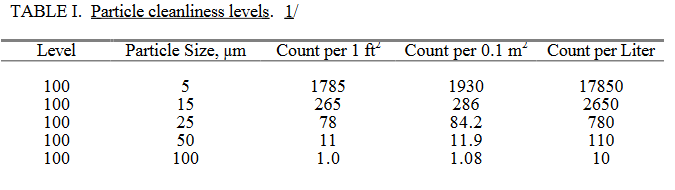 TABLE I. Particle cleanliness levels. 1/
Level Particle Size, µm Count per 1 ft² Count per 0.1 m² Count per Liter
100 5 1785 1930 17850
100 15 265 286 2650
100 25 78 84.2 780
100 50 11 11.9 110
100 100 1.0 1.08 10